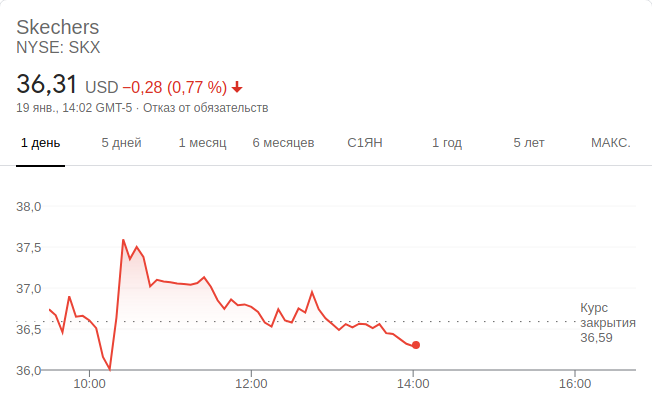 Skechers
NYSE: SKX
36,31 USD −0,28 (0,77 %)
19 янв., 14:02 GMT-5 · Отказ от обязательств
1 день 5 дней 1 месяц 6 месяцев С1ЯН 1 год 5 лет МАКС.
38,0
37,5
37,0
36,5
36,0
Курс
закрытия
36,59
10:00 12:00 14:00 16:00